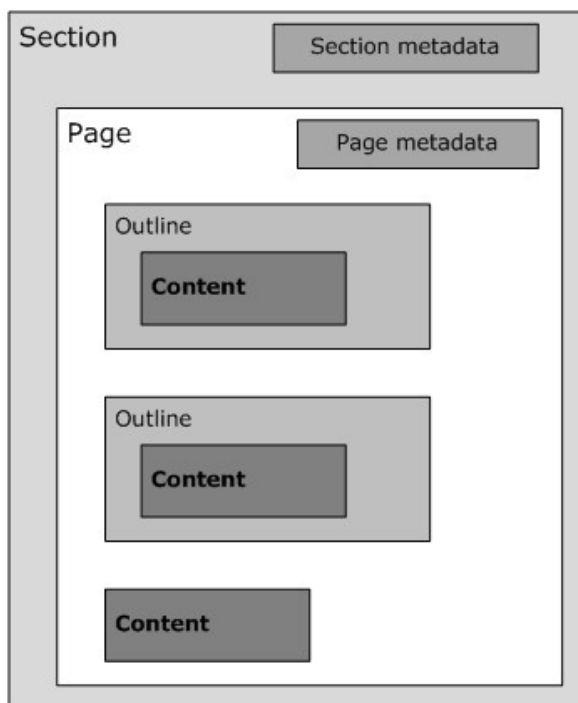 Section
Section metadata
Page
Page metadata
Outline
Content
Outline
Content
Content